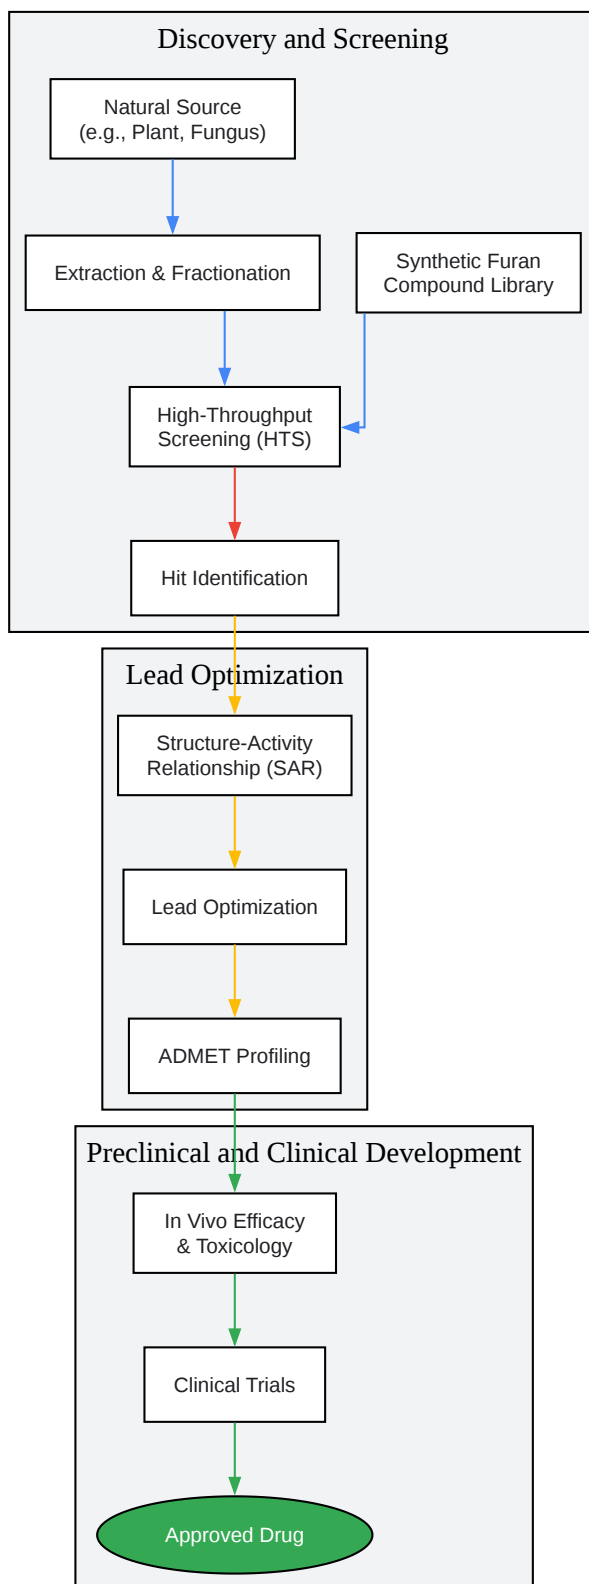 Discovery and Screening
Natural Source
(e.g., Plant, Fungus)
Extraction & Fractionation
Synthetic Furan
Compound Library
High-Throughput
Screening (HTS)
Hit Identification
Lead Optimization
Structure-Activity
Relationship (SAR)
Lead Optimization
ADMET Profiling
Preclinical and Clinical Development
In Vivo Efficacy
& Toxicology
Clinical Trials
Approved Drug